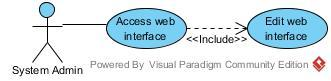 Access web
interface
Edit web
interface
<<Include>>
System Admin
Powered By Visual Paradigm Community Edition